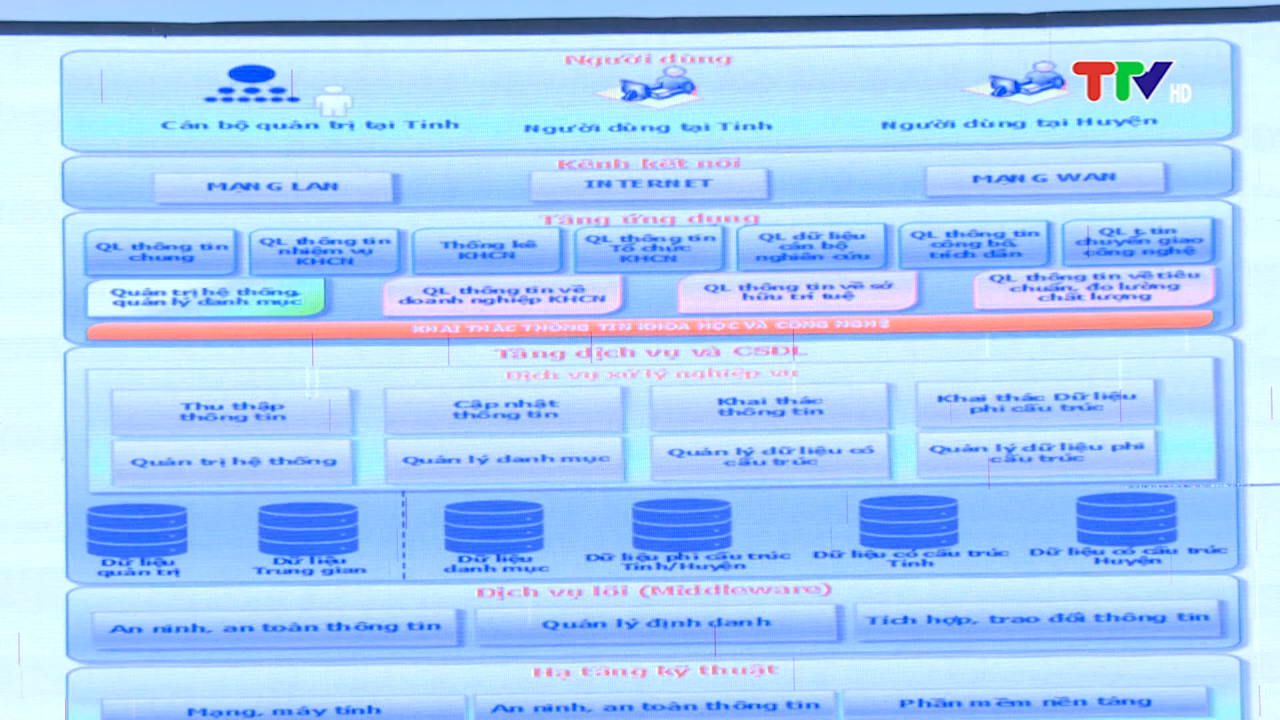 Người dùng
TTV HD
Cán bộ quản trị tại Tỉnh
Người dùng tại Tỉnh
Người dùng tại Huyện
Kênh kết nối
MẠNG LAN
INTERNET
MẠNG WAN
Tầng ứng dụng
QL thông tin
chung
QL thông tin
nhiệm vụ
KHCN
Thống kê
KHCN
QL thông tin
Tổ chức
KHCN
QL dữ liệu
cán bộ
nghiên cứu
QL thông tin
công bố,
trích dẫn
QL t.tin
chuyển giao
công nghệ
Quản trị hệ thống,
quản lý danh mục
QL thông tin về
doanh nghiệp KHCN
QL thông tin về sở
hữu trí tuệ
QL thông tin về tiêu
chuẩn, đo lường
chất lượng
KHAI THÁC THÔNG TIN KHOA HỌC VÀ CÔNG NGHỆ
Tầng dịch vụ và CSDL
Dịch vụ xử lý nghiệp vụ
Thu thập
thông tin
Cập nhật
thông tin
Khai thác
thông tin
Khai thác Dữ liệu
phi cấu trúc
Quản trị hệ thống
Quản lý danh mục
Quản lý dữ liệu có
cấu trúc
Quản lý dữ liệu phi
cấu trúc
Dữ liệu
quản trị
Dữ liệu
Trung gian
Dữ liệu
danh mục
Dữ liệu phi cấu trúc
Tỉnh/Huyện
Dữ liệu có cấu trúc
Tỉnh
Dữ liệu có cấu trúc
Huyện
Dịch vụ lõi (Middleware)
An ninh, an toàn thông tin
Quản lý định danh
Tích hợp, trao đổi thông tin
Hạ tầng kỹ thuật
Mạng, máy tính
An ninh, an toàn thông tin
Phần mềm nền tảng